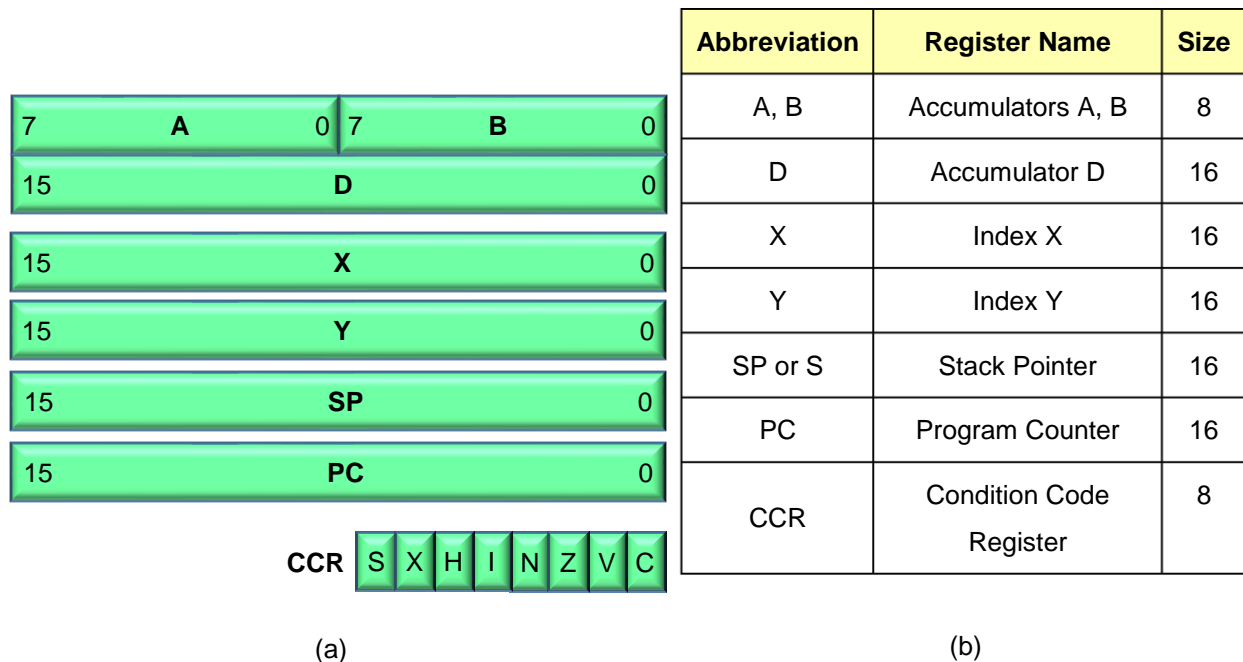 7 A 0 7 B 0
15 D 0
15 X 0
15 Y 0
15 SP 0
15 PC 0
CCR S X H I N Z V C
(a)
Abbreviation Register Name Size
A, B Accumulators A, B 8
D Accumulator D 16
X Index X 16
Y Index Y 16
SP or S Stack Pointer 16
PC Program Counter 16
CCR Condition Code 8
Register
(b)